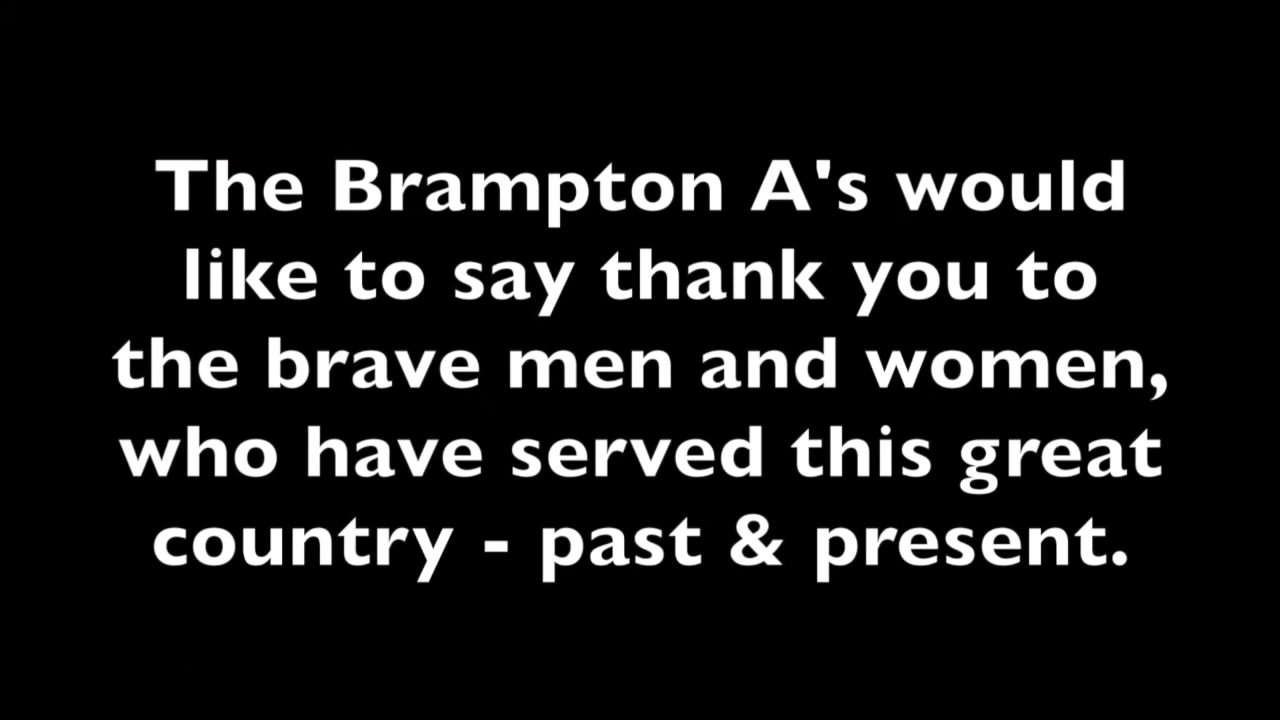 The Brampton A's would
like to say thank you to
the brave men and women,
who have served this great
country - past & present.